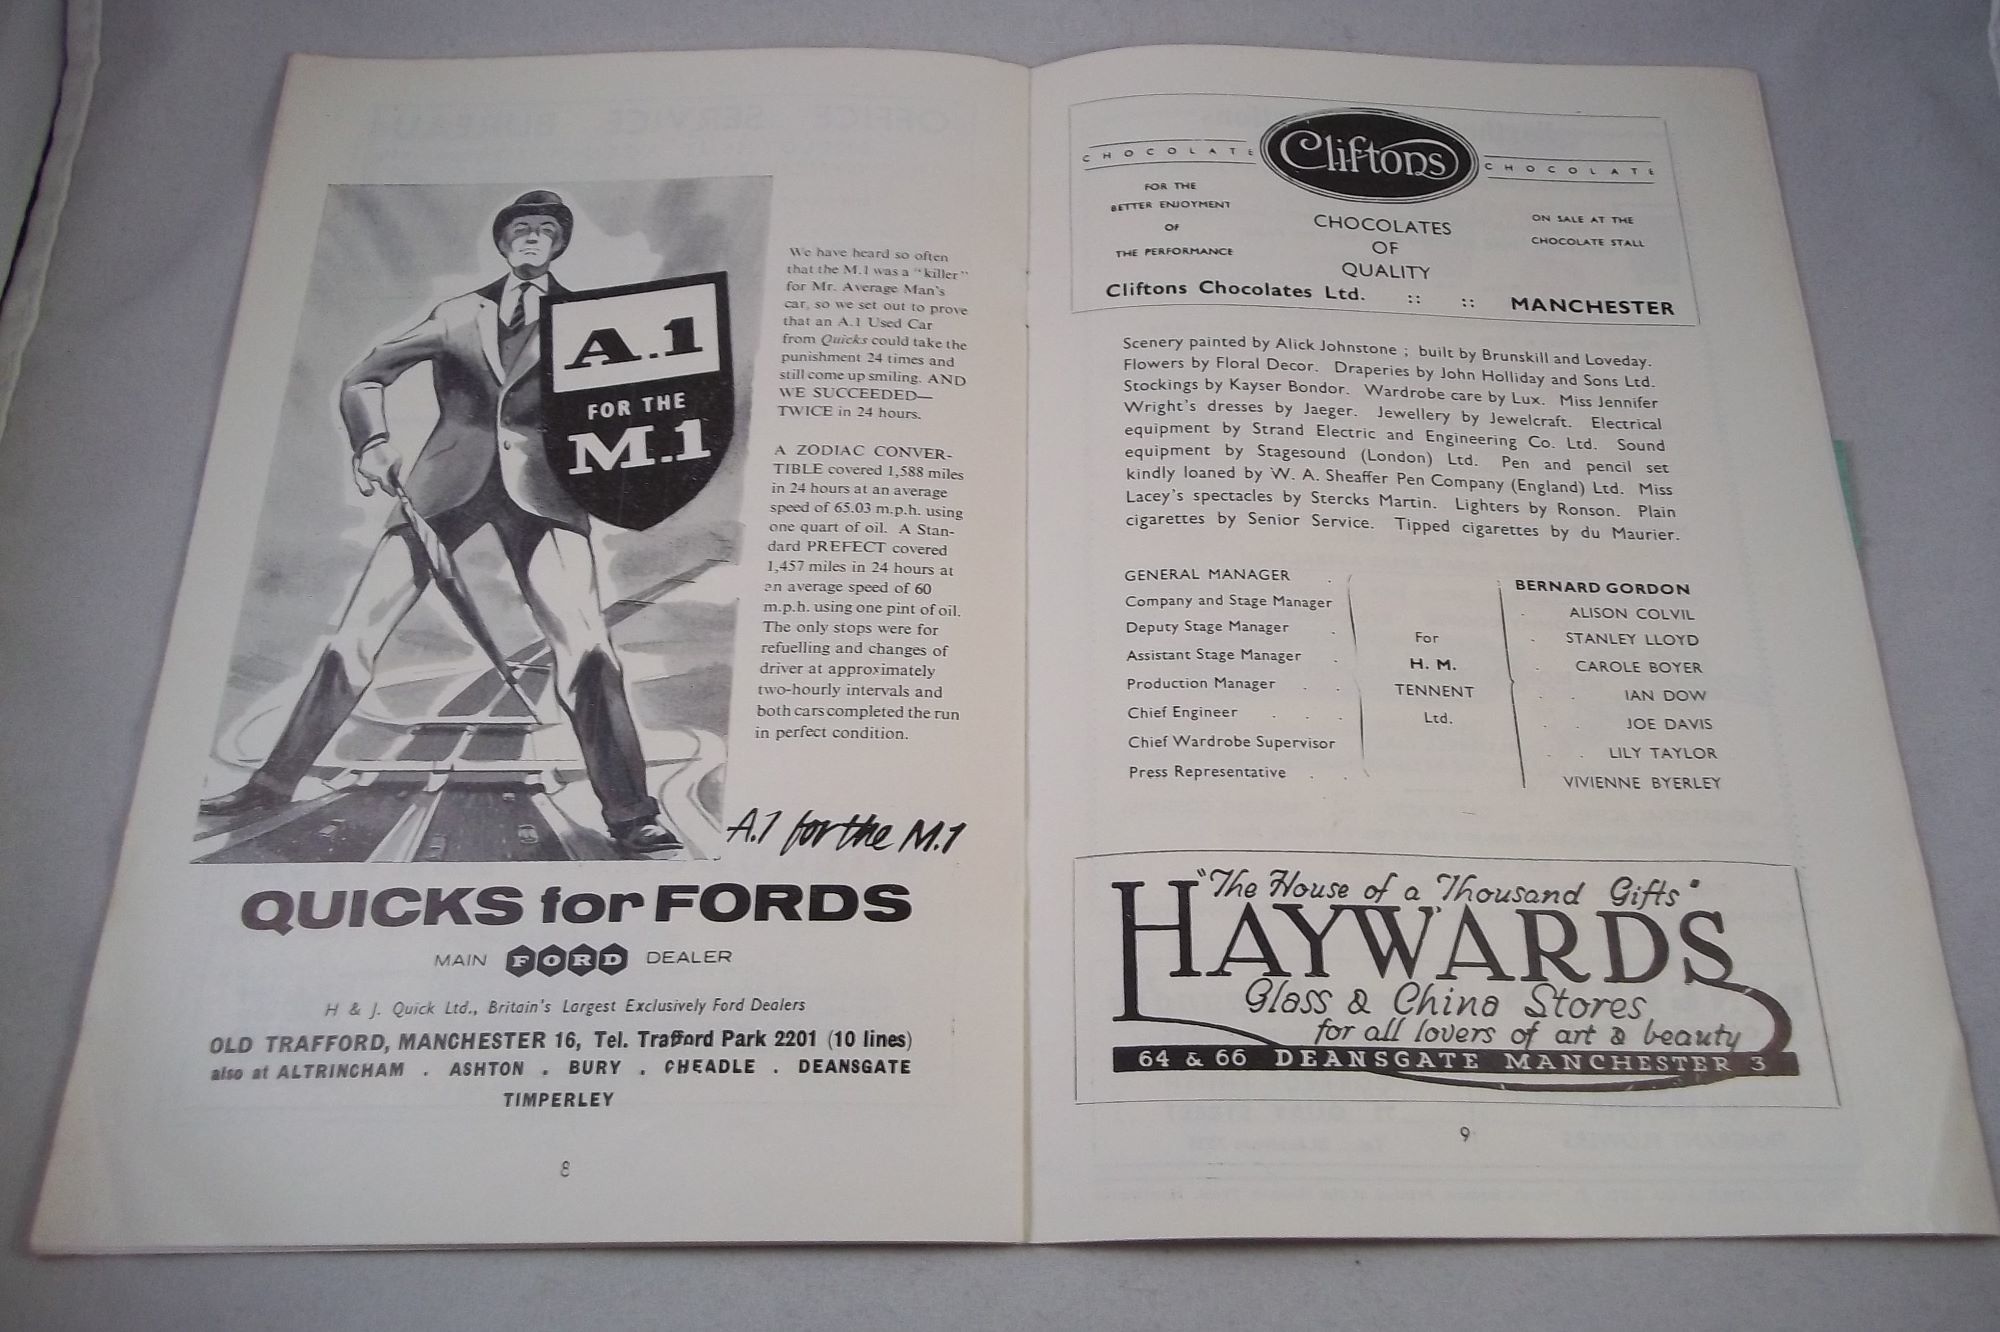 A.1
FOR THE
M.1
We have heard so often
that the M.1 was a "killer"
for Mr. Average Man's
car, so we set out to prove
that an A.1 Used Car
from Quicks could take the
punishment 24 times and
still come up smiling. AND
WE SUCCEEDED—
TWICE in 24 hours.
A ZODIAC CONVER-
TIBLE covered 1,588 miles
in 24 hours at an average
speed of 65.03 m.p.h. using
one quart of oil. A Stan-
dard PREFECT covered
1,457 miles in 24 hours at
an average speed of 60
m.p.h. using one pint of oil.
The only stops were for
refuelling and changes of
driver at approximately
two-hourly intervals and
both cars completed the run
in perfect condition.
A.1 for the M.1
QUICKS for FORDS
MAIN FORD DEALER
H & J. Quick Ltd., Britain's Largest Exclusively Ford Dealers
OLD TRAFFORD, MANCHESTER 16, Tel. Trafford Park 2201 (10 lines)
also at ALTRINCHAM . ASHTON . BURY . CHEADLE . DEANSGATE
TIMPERLEY
8
CHOCOLATE Cliftons CHOCOLATE
FOR THE
BETTER ENJOYMENT
OF
THE PERFORMANCE
CHOCOLATES
OF
QUALITY
ON SALE AT THE
CHOCOLATE STALL
Cliftons Chocolates Ltd. :: :: MANCHESTER
Scenery painted by Alick Johnstone ; built by Brunskill and Loveday.
Flowers by Floral Decor. Draperies by John Holliday and Sons Ltd.
Stockings by Kayser Bondor. Wardrobe care by Lux. Miss Jennifer
Wright's dresses by Jaeger. Jewellery by Jewelcraft. Electrical
equipment by Strand Electric and Engineering Co. Ltd. Sound
equipment by Stagesound (London) Ltd. Pen and pencil set
kindly loaned by W. A. Sheaffer Pen Company (England) Ltd. Miss
Lacey's spectacles by Stercks Martin. Lighters by Ronson. Plain
cigarettes by Senior Service. Tipped cigarettes by du Maurier.
GENERAL MANAGER . BERNARD GORDON
Company and Stage Manager . ALISON COLVIL
Deputy Stage Manager . For . STANLEY LLOYD
Assistant Stage Manager . H. M. . CAROLE BOYER
Production Manager . . TENNENT . . IAN DOW
Chief Engineer . . . Ltd. . . JOE DAVIS
Chief Wardrobe Supervisor . . LILY TAYLOR
Press Representative . . VIVIENNE BYERLEY
"The House of a Thousand Gifts"
HAYWARDS
Glass & China Stores
for all lovers of art & beauty
64 & 66 DEANSGATE MANCHESTER 3
9